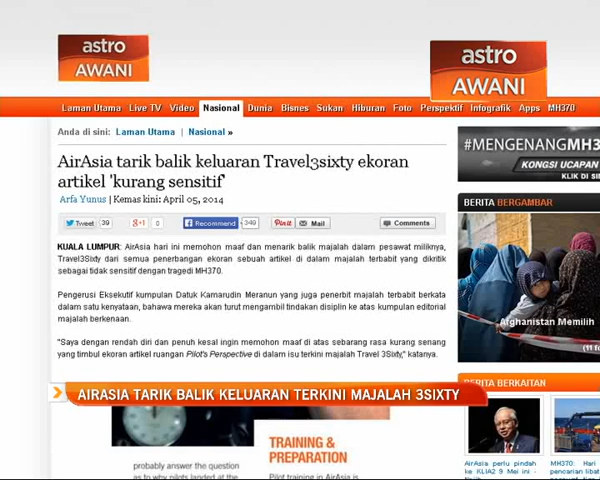 astro
AWANI
astro
AWANI
Laman Utama Live TV Video Nasional Dunia Bisnes Sukan Hiburan Foto Perspektif Infografik Apps MH370
Anda di sini: Laman Utama | Nasional »
#MENGENANGMH3
KONGSI UCAPAN
KLIK DI SI
AirAsia tarik balik keluaran Travel3sixty ekoran
artikel 'kurang sensitif'
Arfa Yunus | Kemas kini: April 05, 2014
Tweet 39 +1 0 Recommend 349 Pin it Mail Comments
KUALA LUMPUR: AirAsia hari ini memohon maaf dan menarik balik majalah dalam pesawat miliknya,
Travel3Sixty dari semua penerbangan ekoran sebuah artikel di dalam majalah terbabit yang dikritik
sebagai tidak sensitif dengan tragedi MH370.
Pengerusi Eksekutif kumpulan Datuk Kamarudin Meranun yang juga penerbit majalah terbabit berkata
dalam satu kenyataan, bahawa mereka akan turut mengambil tindakan disiplin ke atas kumpulan editorial
majalah berkenaan.
"Saya dengan rendah diri dan penuh kesal ingin memohon maaf di atas sebarang rasa kurang senang
yang timbul ekoran artikel ruangan Pilot's Perspective di dalam isu terkini majalah Travel 3Sixty," katanya.
BERITA BERGAMBAR
Afghanistan Memilih
(11 fo
AIRASIA TARIK BALIK KELUARAN TERKINI MAJALAH 3SIXTY
TRAINING &
PREPARATION
Pilot training in AirAsia is
probably answer the question
as to why pilots landed at the
BERITA BERKAITAN
AirAsia perlu pindah
ke KLIA2 9 Mei ini -
MH370: Hari
pencarian libat